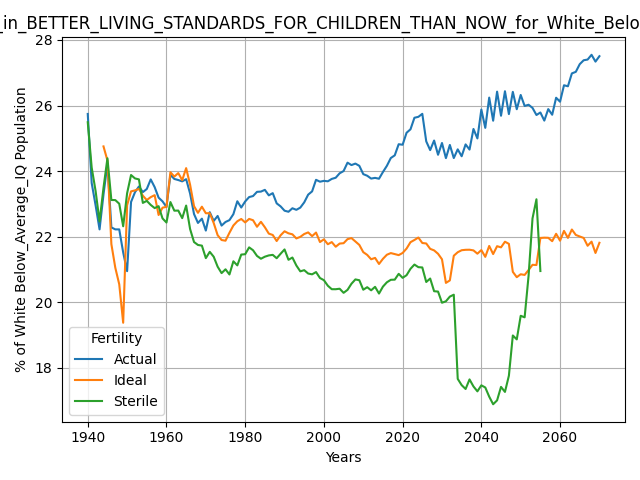 _in_BETTER_LIVING_STANDARDS_FOR_CHILDREN_THAN_NOW_for_White_Belo
28
26
24
22
20
18
% of White Below_Average_IQ Population
Fertility
Actual
Ideal
Sterile
1940
1960
1980
2000
2020
2040
2060
Years